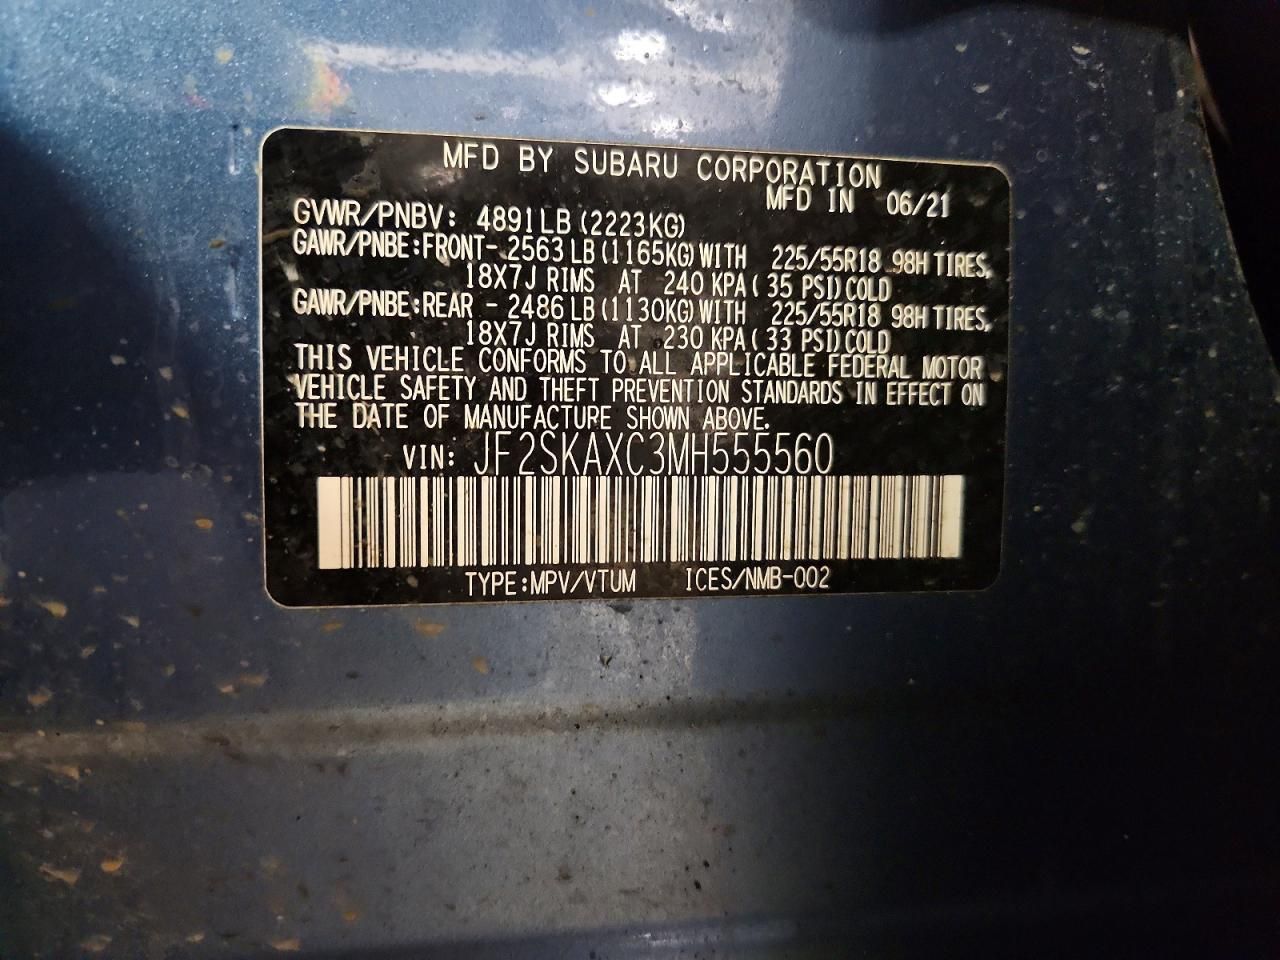 MFD BY SUBARU CORPORATION
MFD IN 06/21
GVWR/PNBV: 4891LB (2223KG)
GAWR/PNBE:FRONT- 2563 LB (1165KG) WITH 225/55R18 98H TIRES,
18X7J RIMS AT 240 KPA ( 35 PSI) COLD
GAWR/PNBE:REAR - 2486 LB (1130KG) WITH 225/55R18 98H TIRES,
18X7J RIMS AT 230 KPA ( 33 PSI) COLD
THIS VEHICLE CONFORMS TO ALL APPLICABLE FEDERAL MOTOR
VEHICLE SAFETY AND THEFT PREVENTION STANDARDS IN EFFECT ON
THE DATE OF MANUFACTURE SHOWN ABOVE.
VIN: JF2SKAXC3MH555560
TYPE:MPV/VTUM ICES/NMB-002